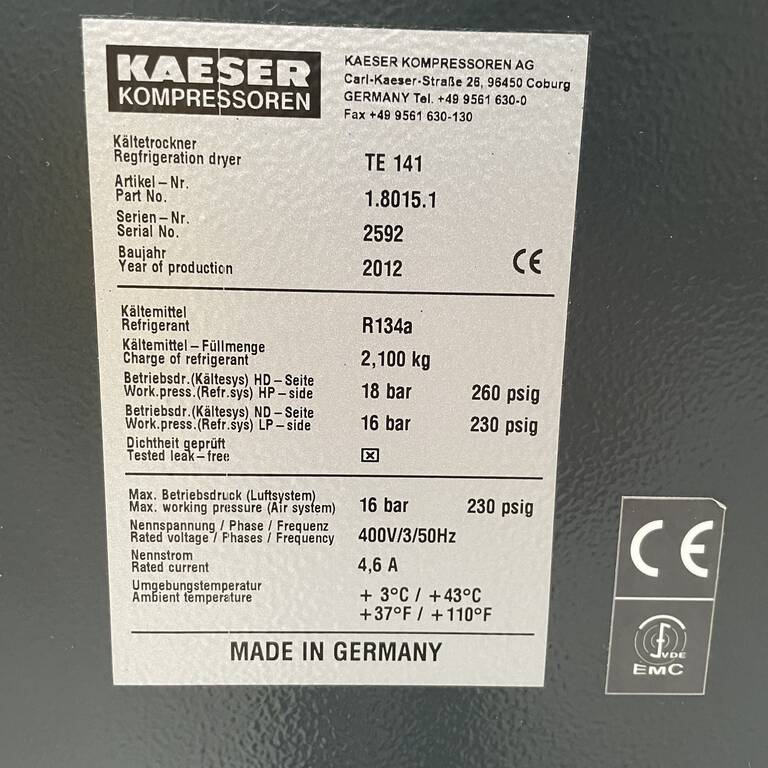 KAESER
KOMPRESSOREN
KAESER KOMPRESSOREN AG
Carl-Kaeser-Straße 26, 96450 Coburg
GERMANY Tel. +49 9561 630-0
Fax +49 9561 630-130
Kältetrockner
Regfrigeration dryer TE 141
Artikel – Nr.
Part No. 1.8015.1
Serien – Nr.
Serial No. 2592
Baujahr
Year of production 2012 CE
Kältemittel
Refrigerant R134a
Kältemittel – Füllmenge
Charge of refrigerant 2,100 kg
Betriebsdr.(Kältesys) HD – Seite
Work.press.(Refr.sys) HP – side 18 bar 260 psig
Betriebsdr.(Kältesys) ND – Seite
Work.press.(Refr.sys) LP – side 16 bar 230 psig
Dichtheit geprüft
Tested leak – free ☒
Max. Betriebsdruck (Luftsystem)
Max. working pressure (Air system) 16 bar 230 psig
Nennspannung / Phase / Frequenz
Rated voltage / Phases / Frequency 400V/3/50Hz
Nennstrom
Rated current 4,6 A
Umgebungstemperatur
Ambient temperature + 3°C / +43°C
+37°F / +110°F
MADE IN GERMANY
CE
VDE
EMC